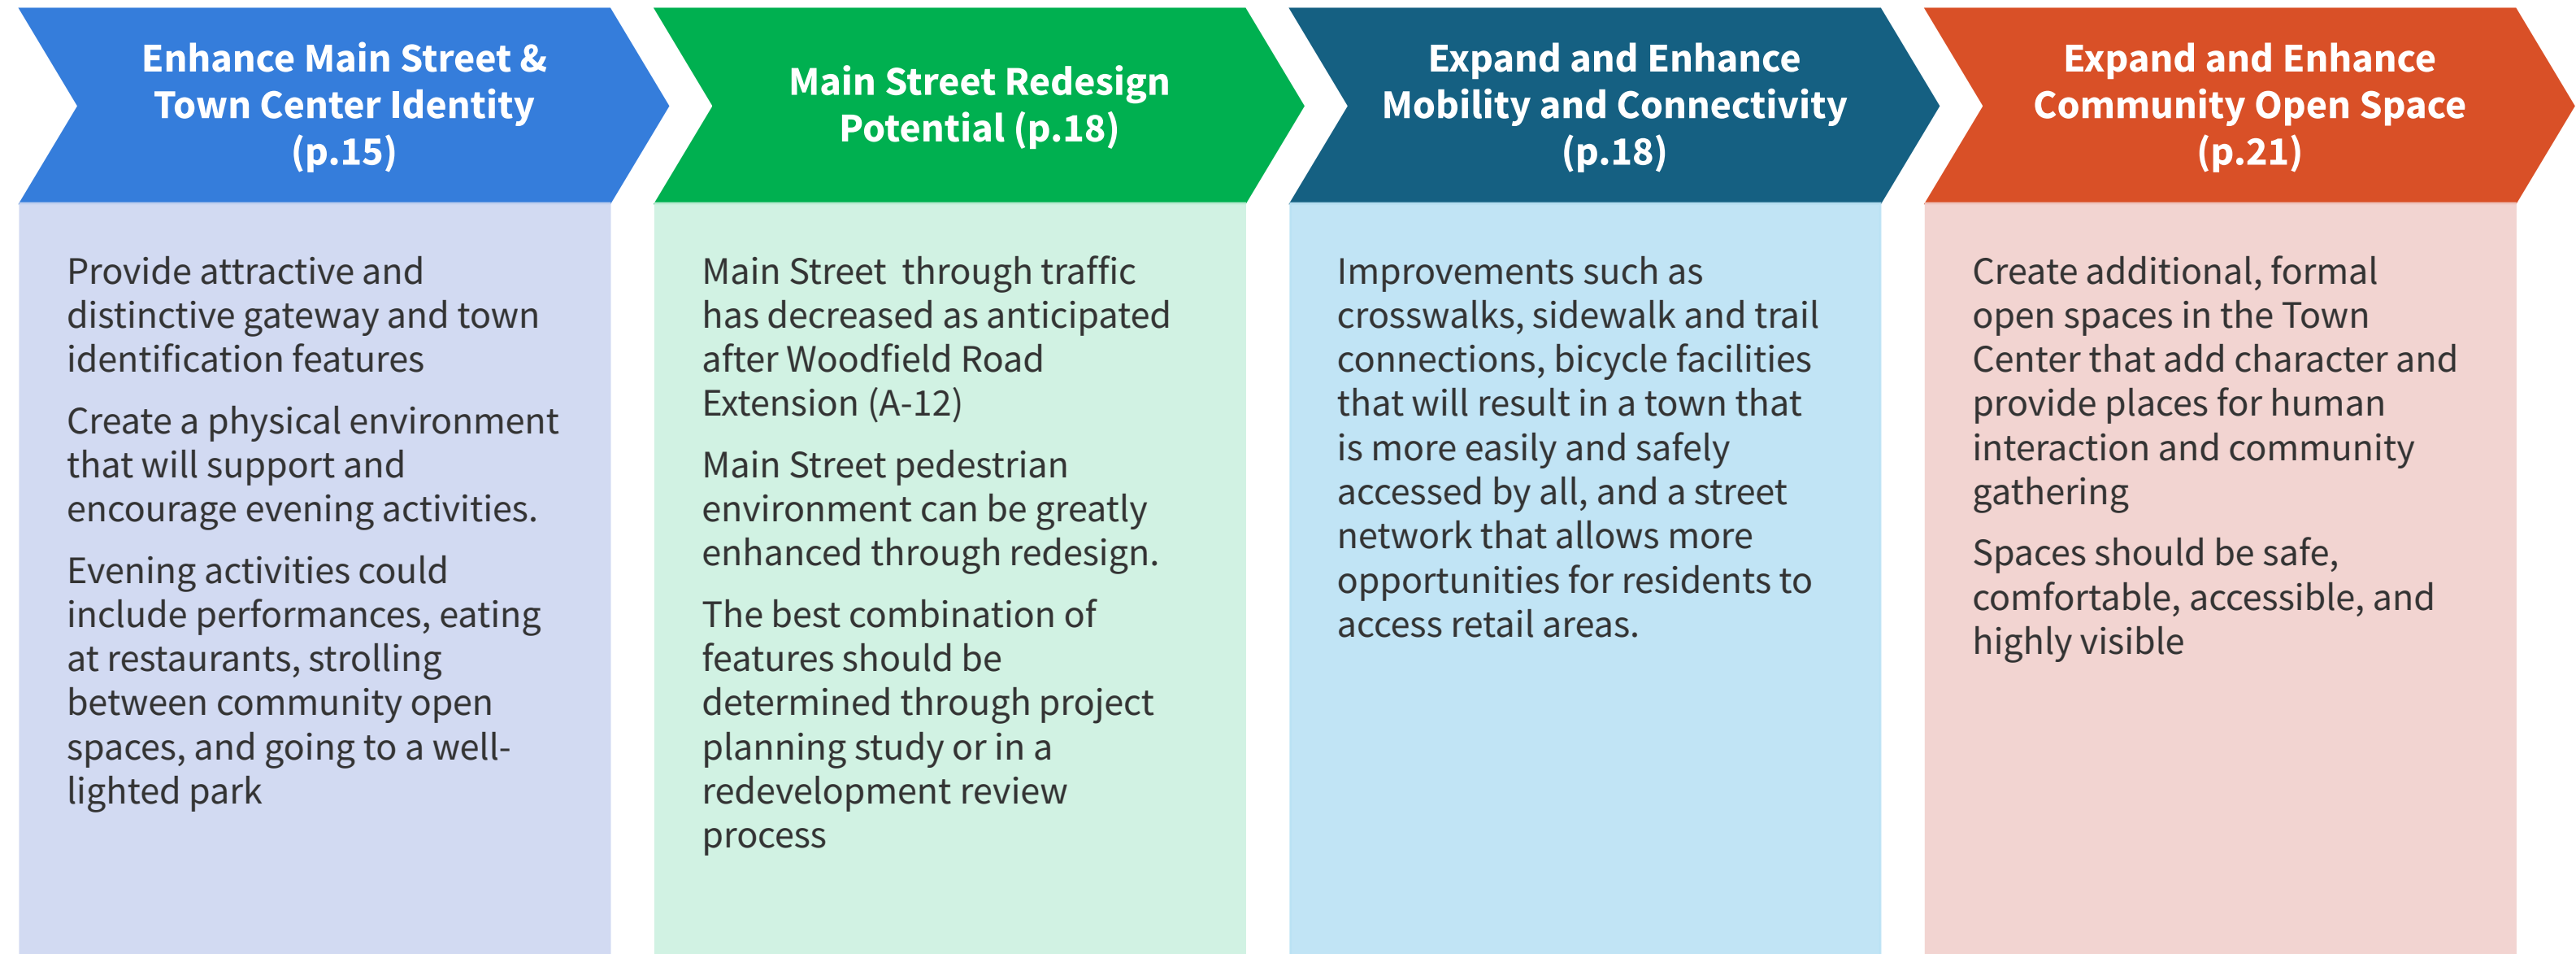 Enhance Main Street &
Town Center Identity
(p.15)
Provide attractive and
distinctive gateway and town
identification features
Create a physical environment
that will support and
encourage evening activities.
Evening activities could
include performances, eating
at restaurants, strolling
between community open
spaces, and going to a well-
lighted park
Main Street Redesign
Potential (p.18)
Main Street  through traffic
has decreased as anticipated
after Woodfield Road
Extension (A-12)
Main Street pedestrian
environment can be greatly
enhanced through redesign.
The best combination of
features should be
determined through project
planning study or in a
redevelopment review
process
Expand and Enhance
Mobility and Connectivity
(p.18)
Improvements such as
crosswalks, sidewalk and trail
connections, bicycle facilities
that will result in a town that
is more easily and safely
accessed by all, and a street
network that allows more
opportunities for residents to
access retail areas.
Expand and Enhance
Community Open Space
(p.21)
Create additional, formal
open spaces in the Town
Center that add character and
provide places for human
interaction and community
gathering
Spaces should be safe,
comfortable, accessible, and
highly visible